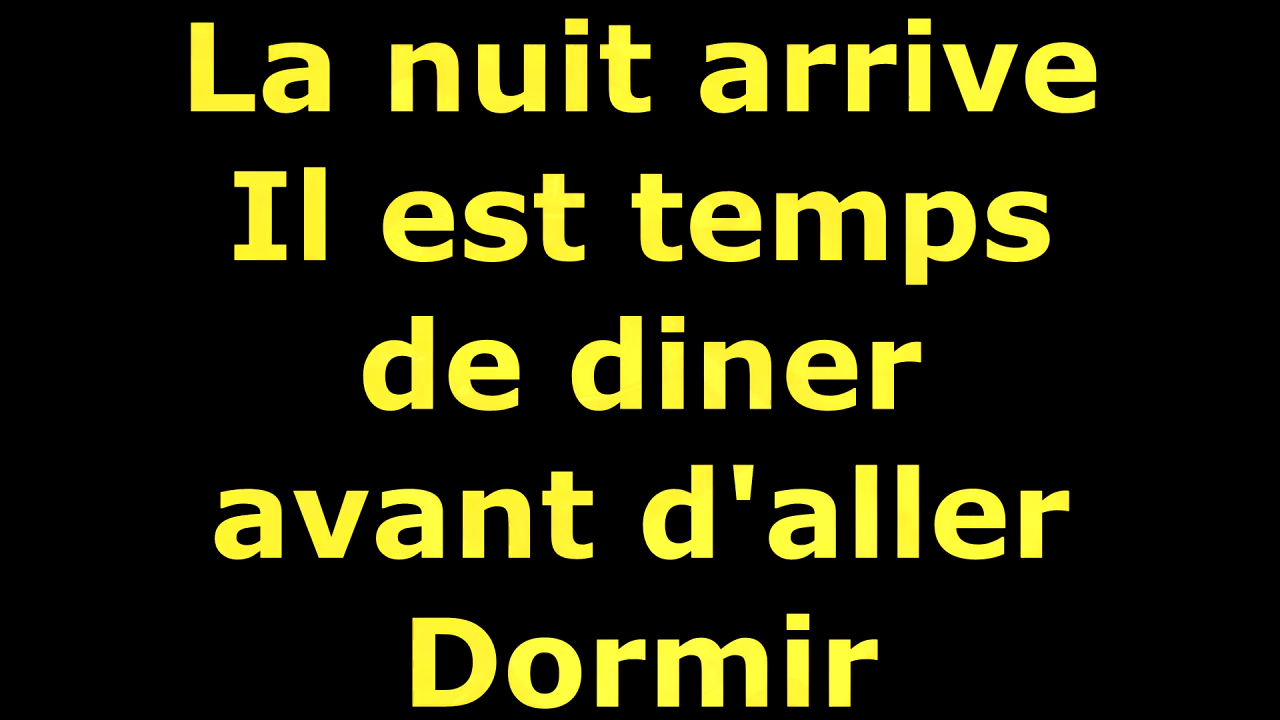 La nuit arrive
Il est temps
de diner
avant d'aller
Dormir